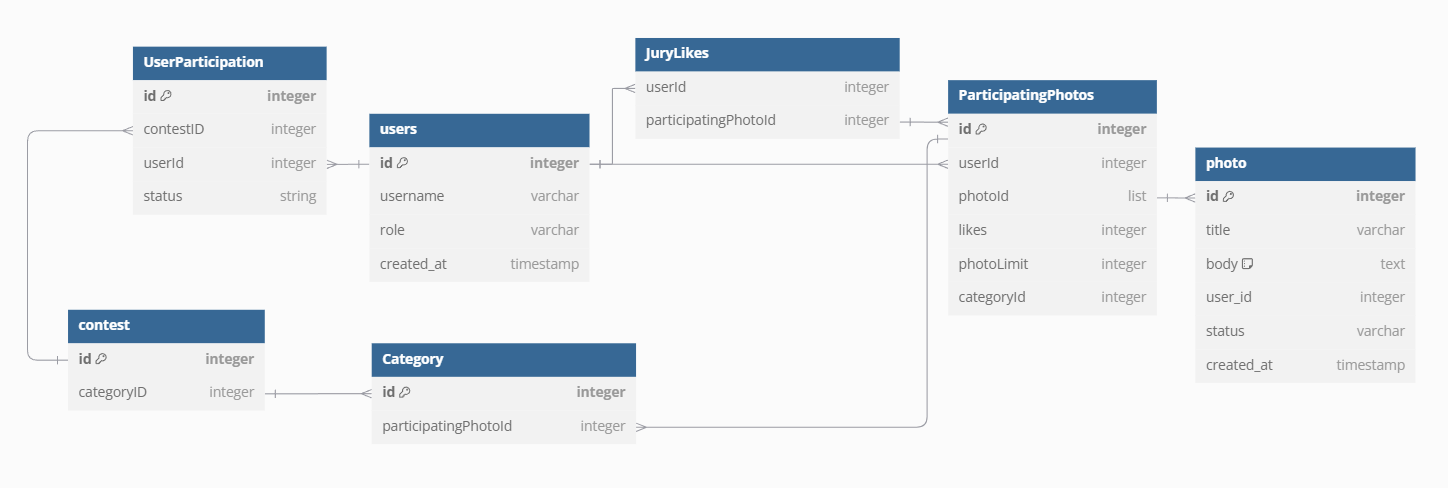 UserParticipation
id integer
contestID integer
userId integer
status string
users
id integer
username varchar
role varchar
created_at timestamp
JuryLikes
userId integer
participatingPhotoId integer
ParticipatingPhotos
id integer
userId integer
photoId list
likes integer
photoLimit integer
categoryId integer
photo
id integer
title varchar
body text
user_id integer
status varchar
created_at timestamp
contest
id integer
categoryID integer
Category
id integer
participatingPhotoId integer